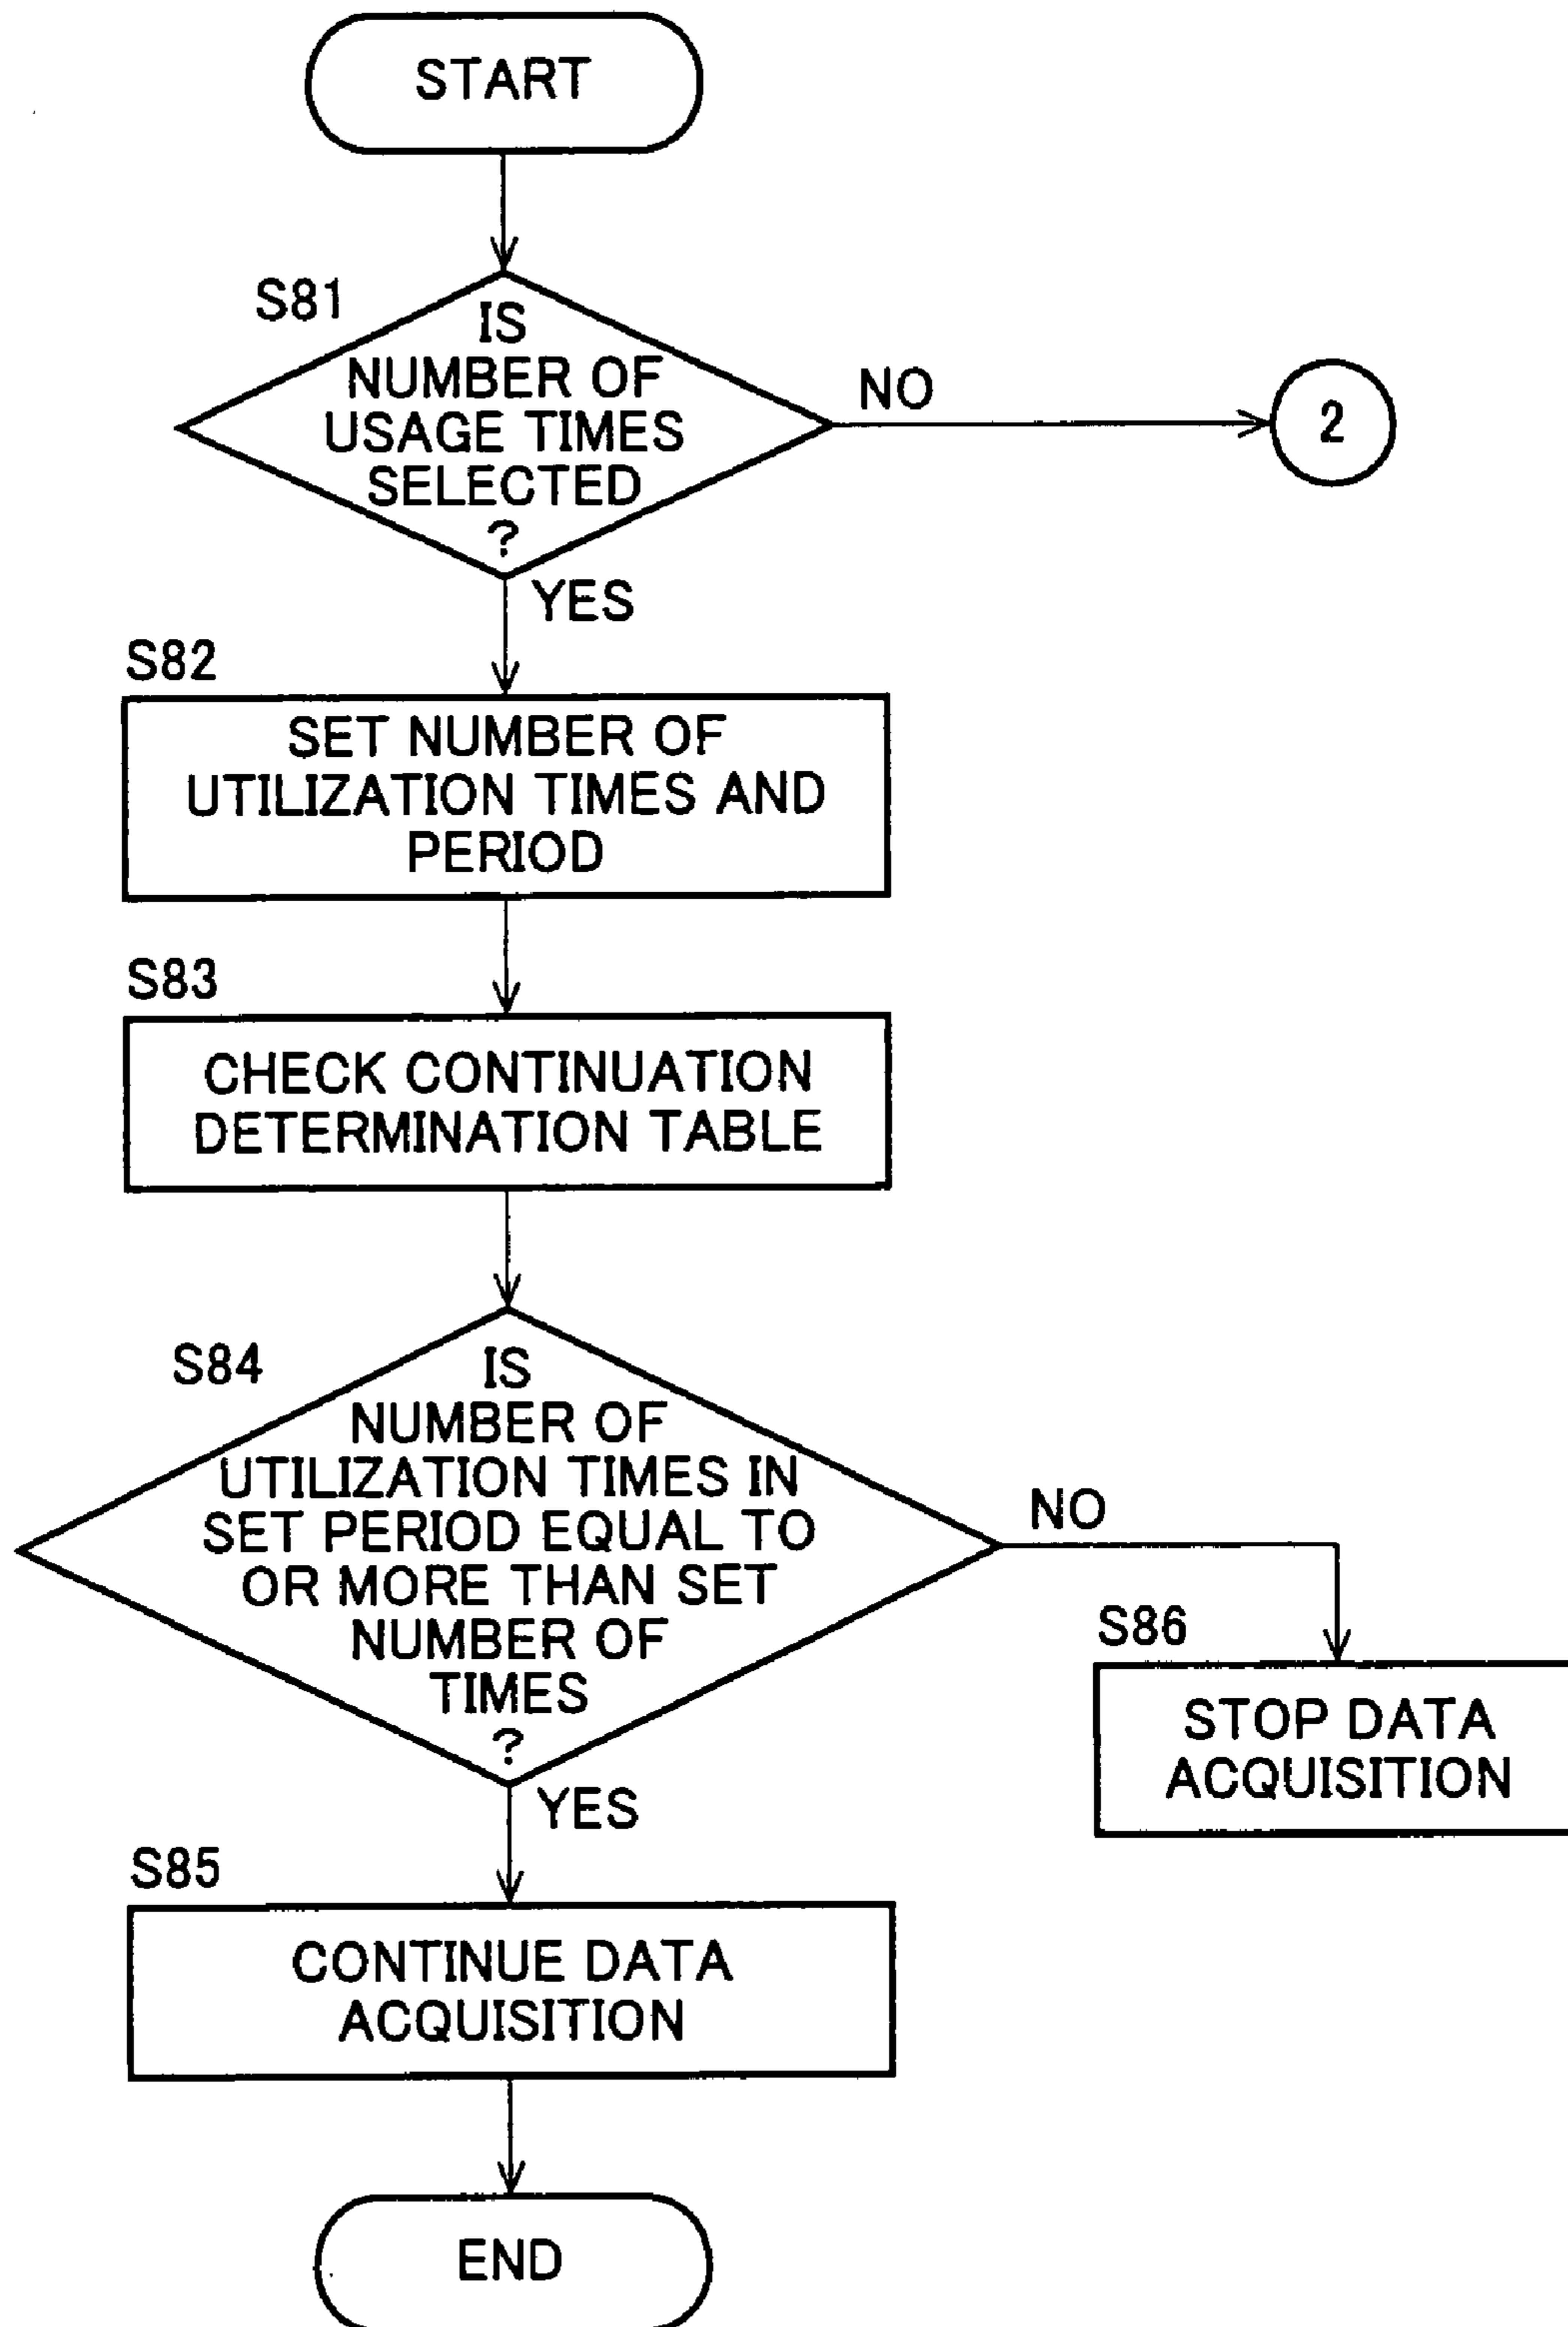 START
S81
IS
NUMBER OF
USAGE TIMES
SELECTED
?
NO
2
YES
S82
SET NUMBER OF
UTILIZATION TIMES AND
PERIOD
S83
CHECK CONTINUATION
DETERMINATION TABLE
S84
IS
NUMBER OF
UTILIZATION TIMES IN
SET PERIOD EQUAL TO
OR MORE THAN SET
NUMBER OF
TIMES
?
NO
S86
STOP DATA
ACQUISITION
YES
S85
CONTINUE DATA
ACQUISITION
END